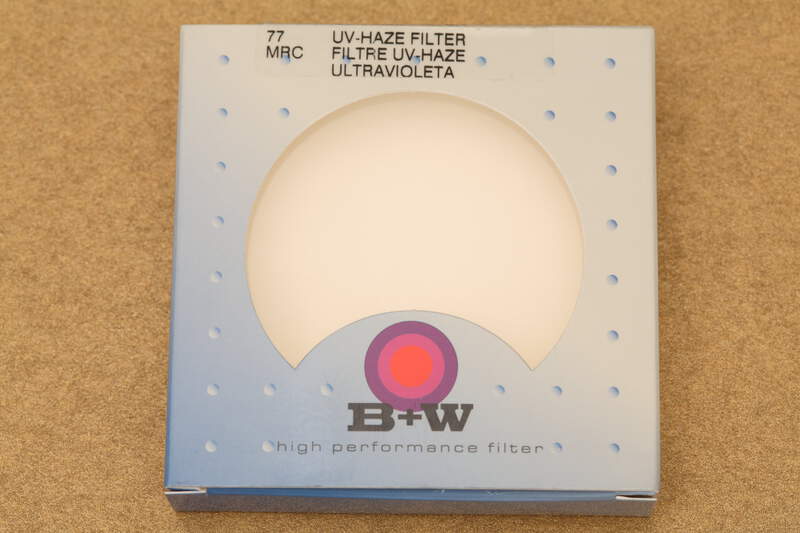 77 UV-HAZE FILTER
MRC FILTRE UV-HAZE
ULTRAVIOLETA
B+W
high performance filter